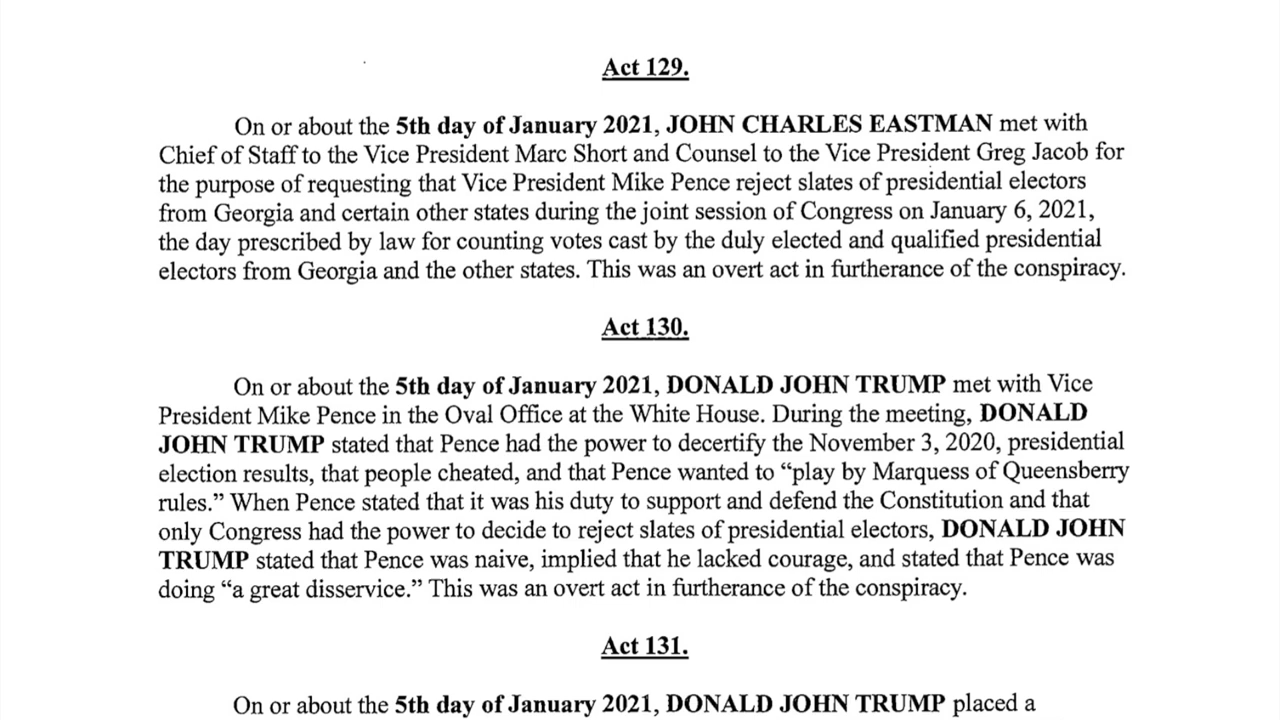 Act 129.
On or about the 5th day of January 2021, JOHN CHARLES EASTMAN met with
Chief of Staff to the Vice President Marc Short and Counsel to the Vice President Greg Jacob for
the purpose of requesting that Vice President Mike Pence reject slates of presidential electors
from Georgia and certain other states during the joint session of Congress on January 6, 2021,
the day prescribed by law for counting votes cast by the duly elected and qualified presidential
electors from Georgia and the other states. This was an overt act in furtherance of the conspiracy.
Act 130.
On or about the 5th day of January 2021, DONALD JOHN TRUMP met with Vice
President Mike Pence in the Oval Office at the White House. During the meeting, DONALD
JOHN TRUMP stated that Pence had the power to decertify the November 3, 2020, presidential
election results, that people cheated, and that Pence wanted to “play by Marquess of Queensberry
rules.” When Pence stated that it was his duty to support and defend the Constitution and that
only Congress had the power to decide to reject slates of presidential electors, DONALD JOHN
TRUMP stated that Pence was naive, implied that he lacked courage, and stated that Pence was
doing “a great disservice.” This was an overt act in furtherance of the conspiracy.
Act 131.
On or about the 5th day of January 2021, DONALD JOHN TRUMP placed a